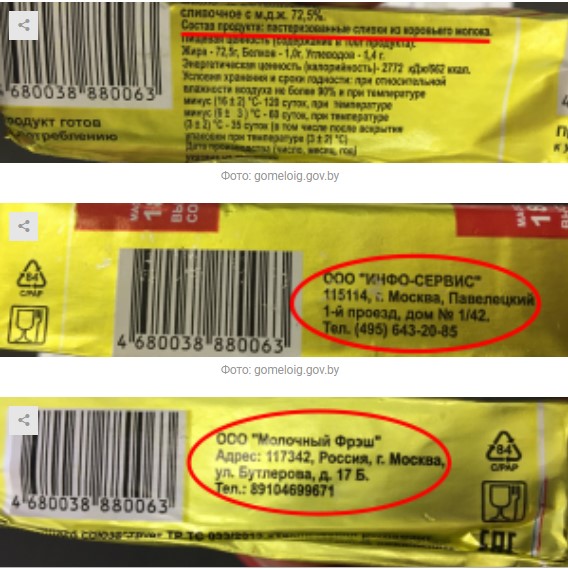 сливочное с м.д.ж. 72,5%.
Состав продукта: пастеризованные сливки из коровьего молока.
Пищевая ценность (содержание в 100г продукта):
Жира - 72,5г, Белков - 1,0г, Углеводов - 1,4 г.
Энергетическая ценность (калорийность)- 2772 кДж/662 ккал.
Условия хранения и сроки годности: при относительной
влажности воздуха не более 90% и при температуре
минус (16±2) °С- 120 суток, при температуре
минус (6± 3) °С - 60 суток, при температуре
(3±2) °С - 35 суток (в том числе после вскрытия
упаковки при температуре (3±2) °С)
Дата производства (число, месяц, год)
4 680038 880063
родукт готов
потреблению
Фото: gomeloig.gov.by
84
C/PAP
4 680038 880063
ООО "ИНФО-СЕРВИС"
115114, г. Москва, Павелецкий
1-й проезд, дом № 1/42.
Тел. (495) 643-20-85
Фото: gomeloig.gov.by
4 680038 880063
ООО "Молочный Фрэш"
Адрес: 117342, Россия, г. Москва,
ул. Бутлерова, д. 17 Б.
Тел.: 89104699671
84
C/PAP
ТР ТС 033/2013
EAC